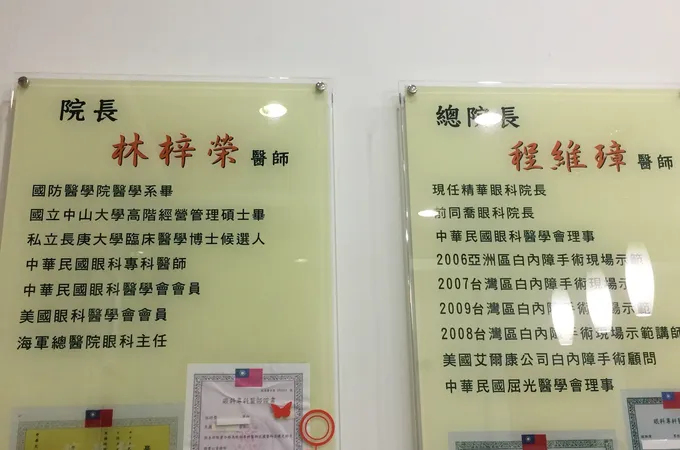 院長
林梓榮 醫師
國防醫學院醫學系畢
國立中山大學高階經營管理碩士畢
私立長庚大學臨床醫學博士候選人
中華民國眼科專科醫師
中華民國眼科醫學會會員
美國眼科醫學會會員
海軍總醫院眼科主任
眼科專科醫師證書
總院長
程維璋 醫師
現任精華眼科院長
前同喬眼科院長
中華民國眼科醫學會理事
2006亞洲區白內障手術現場示範
2007台灣區白內障手術現場示
2009台灣區白內障手術現場示範
2008台灣區白內障手術現場示範講師
美國艾爾康公司白內障手術顧問
中華民國屈光醫學會理事